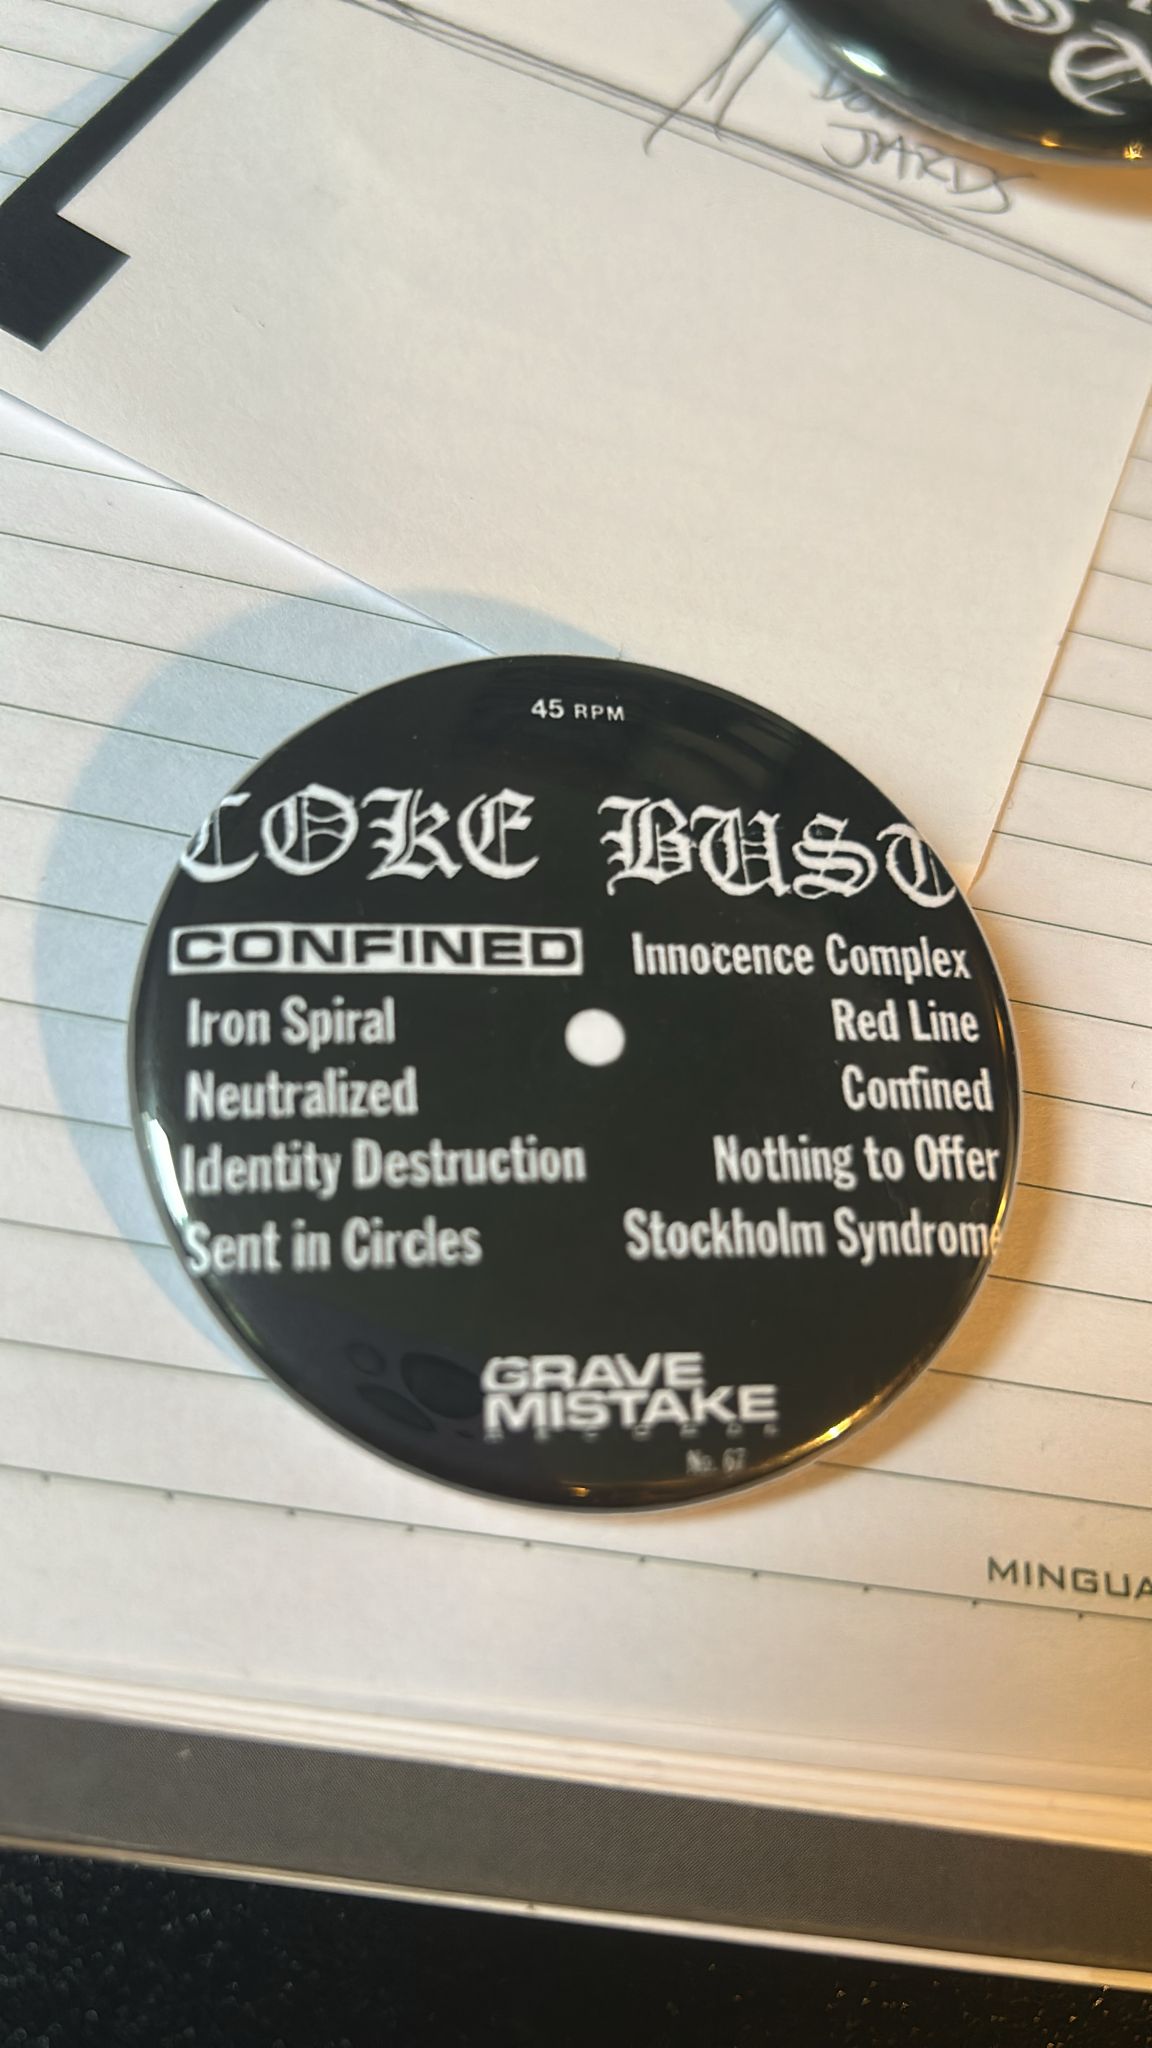 JARDS
45 RPM
COKE BUST
CONFINED
Innocence Complex
Iron Spiral
Red Line
Neutralized
Confined
Identity Destruction
Nothing to Offer
Sent in Circles
Stockholm Syndrome
GRAVE
MISTAKE
No. 67
MINGUA